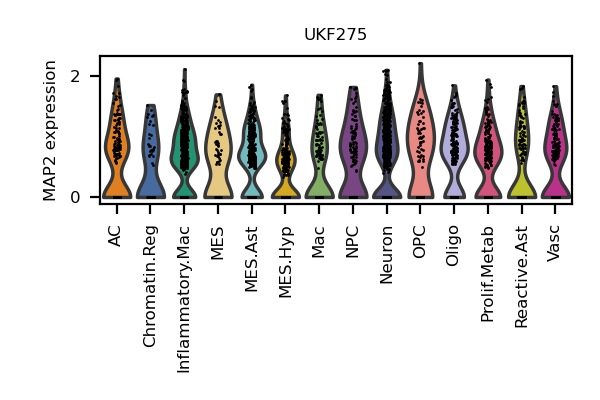 UKF275
MAP2 expression
2
0
AC
Chromatin.Reg
Inflammatory.Mac
MES
MES.Ast
MES.Hyp
Mac
NPC
Neuron
OPC
Oligo
Prolif.Metab
Reactive.Ast
Vasc